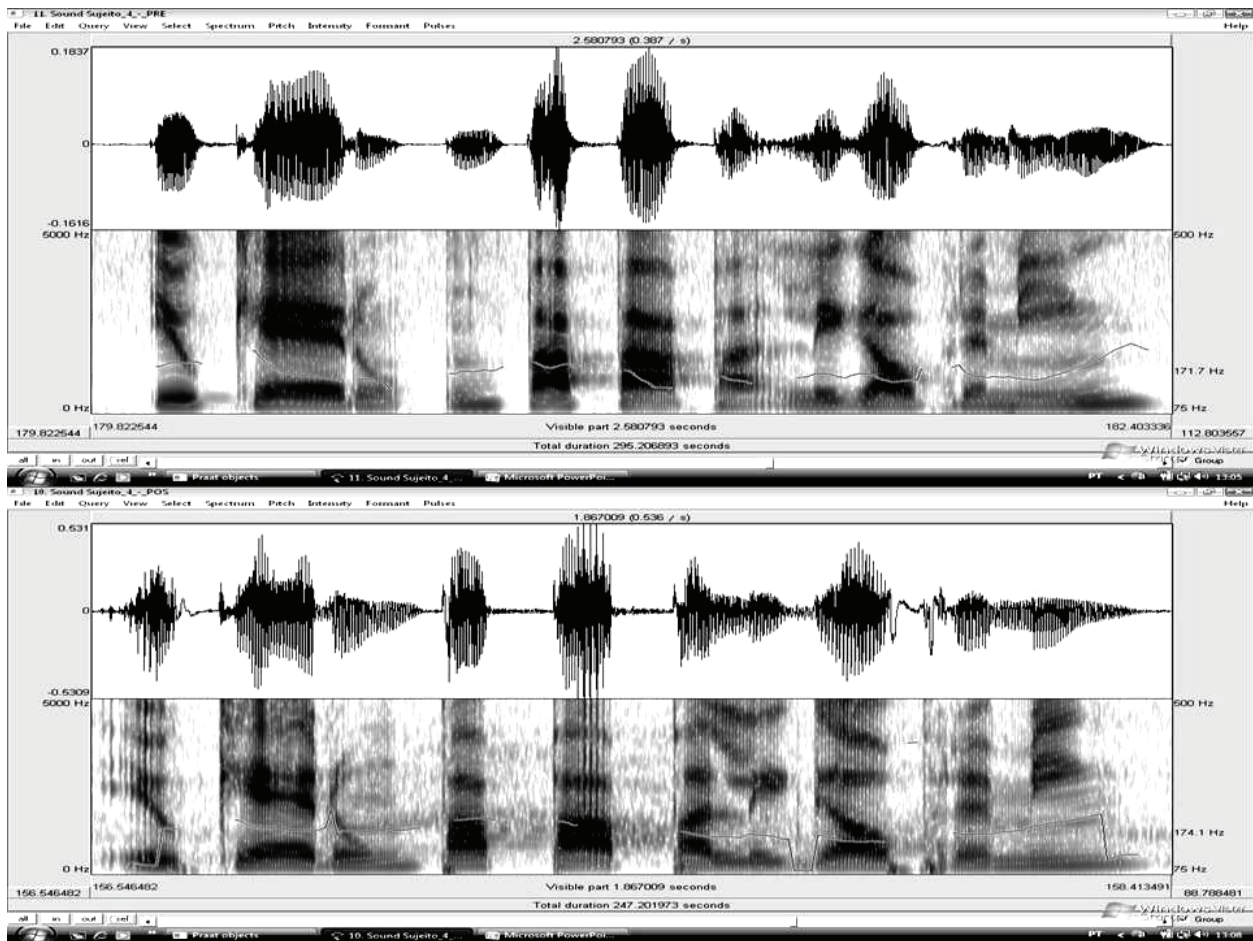 11. Sound Sujeito_4_-_PRE
File Edit Query View Select Spectrum Pitch Intensity Formant Pulses Help
2.580793 (0.387 / s)
0.1837
0
-0.1616
5000 Hz 500 Hz
171.7 Hz
0 Hz 75 Hz
179.822544 179.822544 Visible part 2.580793 seconds 182.403336 112.803557
Total duration 295.206893 seconds
all in out sel Group
Windows Vista
Praat objects 11. Sound Sujeito_4_... Microsoft PowerPoi... PT 13:05
10. Sound Sujeito_4_-_POS
File Edit Query View Select Spectrum Pitch Intensity Formant Pulses Help
1.867009 (0.536 / s)
0.531
0
-0.5309
5000 Hz 500 Hz
174.1 Hz
0 Hz 75 Hz
156.546482 156.546482 Visible part 1.867009 seconds 158.413491 88.788481
Total duration 247.201973 seconds
all in out sel Group
Windows Vista
Praat objects 10. Sound Sujeito_4_... Microsoft PowerPoi... PT